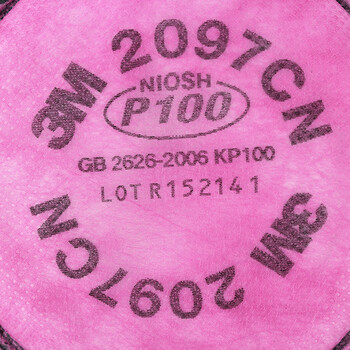 3M 2097CN
NIOSH
P100
GB 2626-2006 KP100
LOT R152141
3M 2097CN